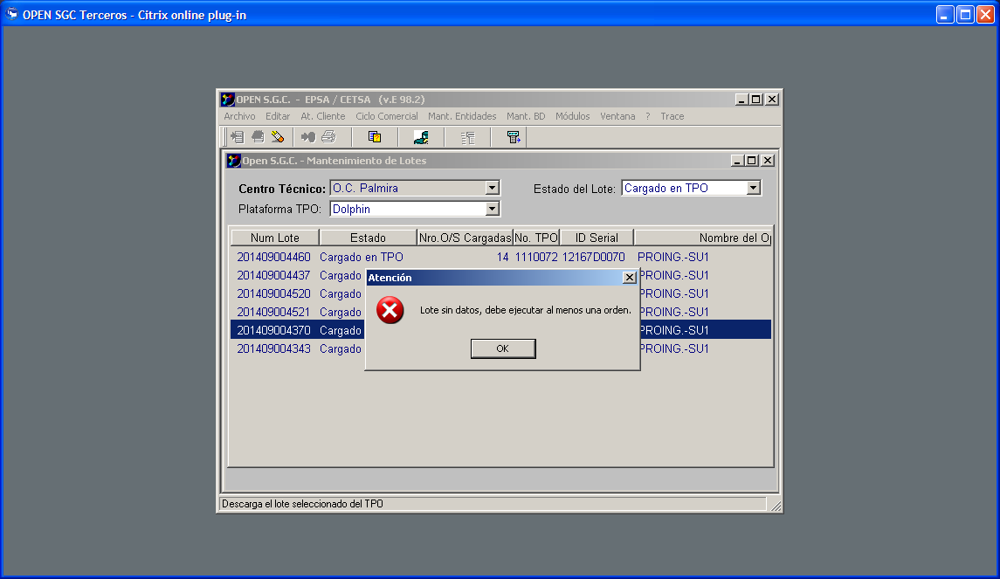 OPEN SGC Terceros - Citrix online plug-in
OPEN S.G.C. - EPSA / CETSA (v.E 98.2)
Archivo Editar At. Cliente Ciclo Comercial Mant. Entidades Mant. BD Módulos Ventana ? Trace
Open S.G.C. - Mantenimiento de Lotes
Centro Técnico: O.C. Palmira Estado del Lote: Cargado en TPO
Plataforma TPO: Dolphin
Num Lote Estado Nro.O/S Cargadas No. TPO ID Serial Nombre del Op
201409004460 Cargado en TPO 14 1110072 12167D0070 PROING.-SU1
201409004437 Cargado PROING.-SU1
201409004520 Cargado PROING.-SU1
201409004521 Cargado PROING.-SU1
201409004370 Cargado PROING.-SU1
201409004343 Cargado PROING.-SU1
Atención
Lote sin datos, debe ejecutar al menos una orden.
OK
Descarga el lote seleccionado del TPO